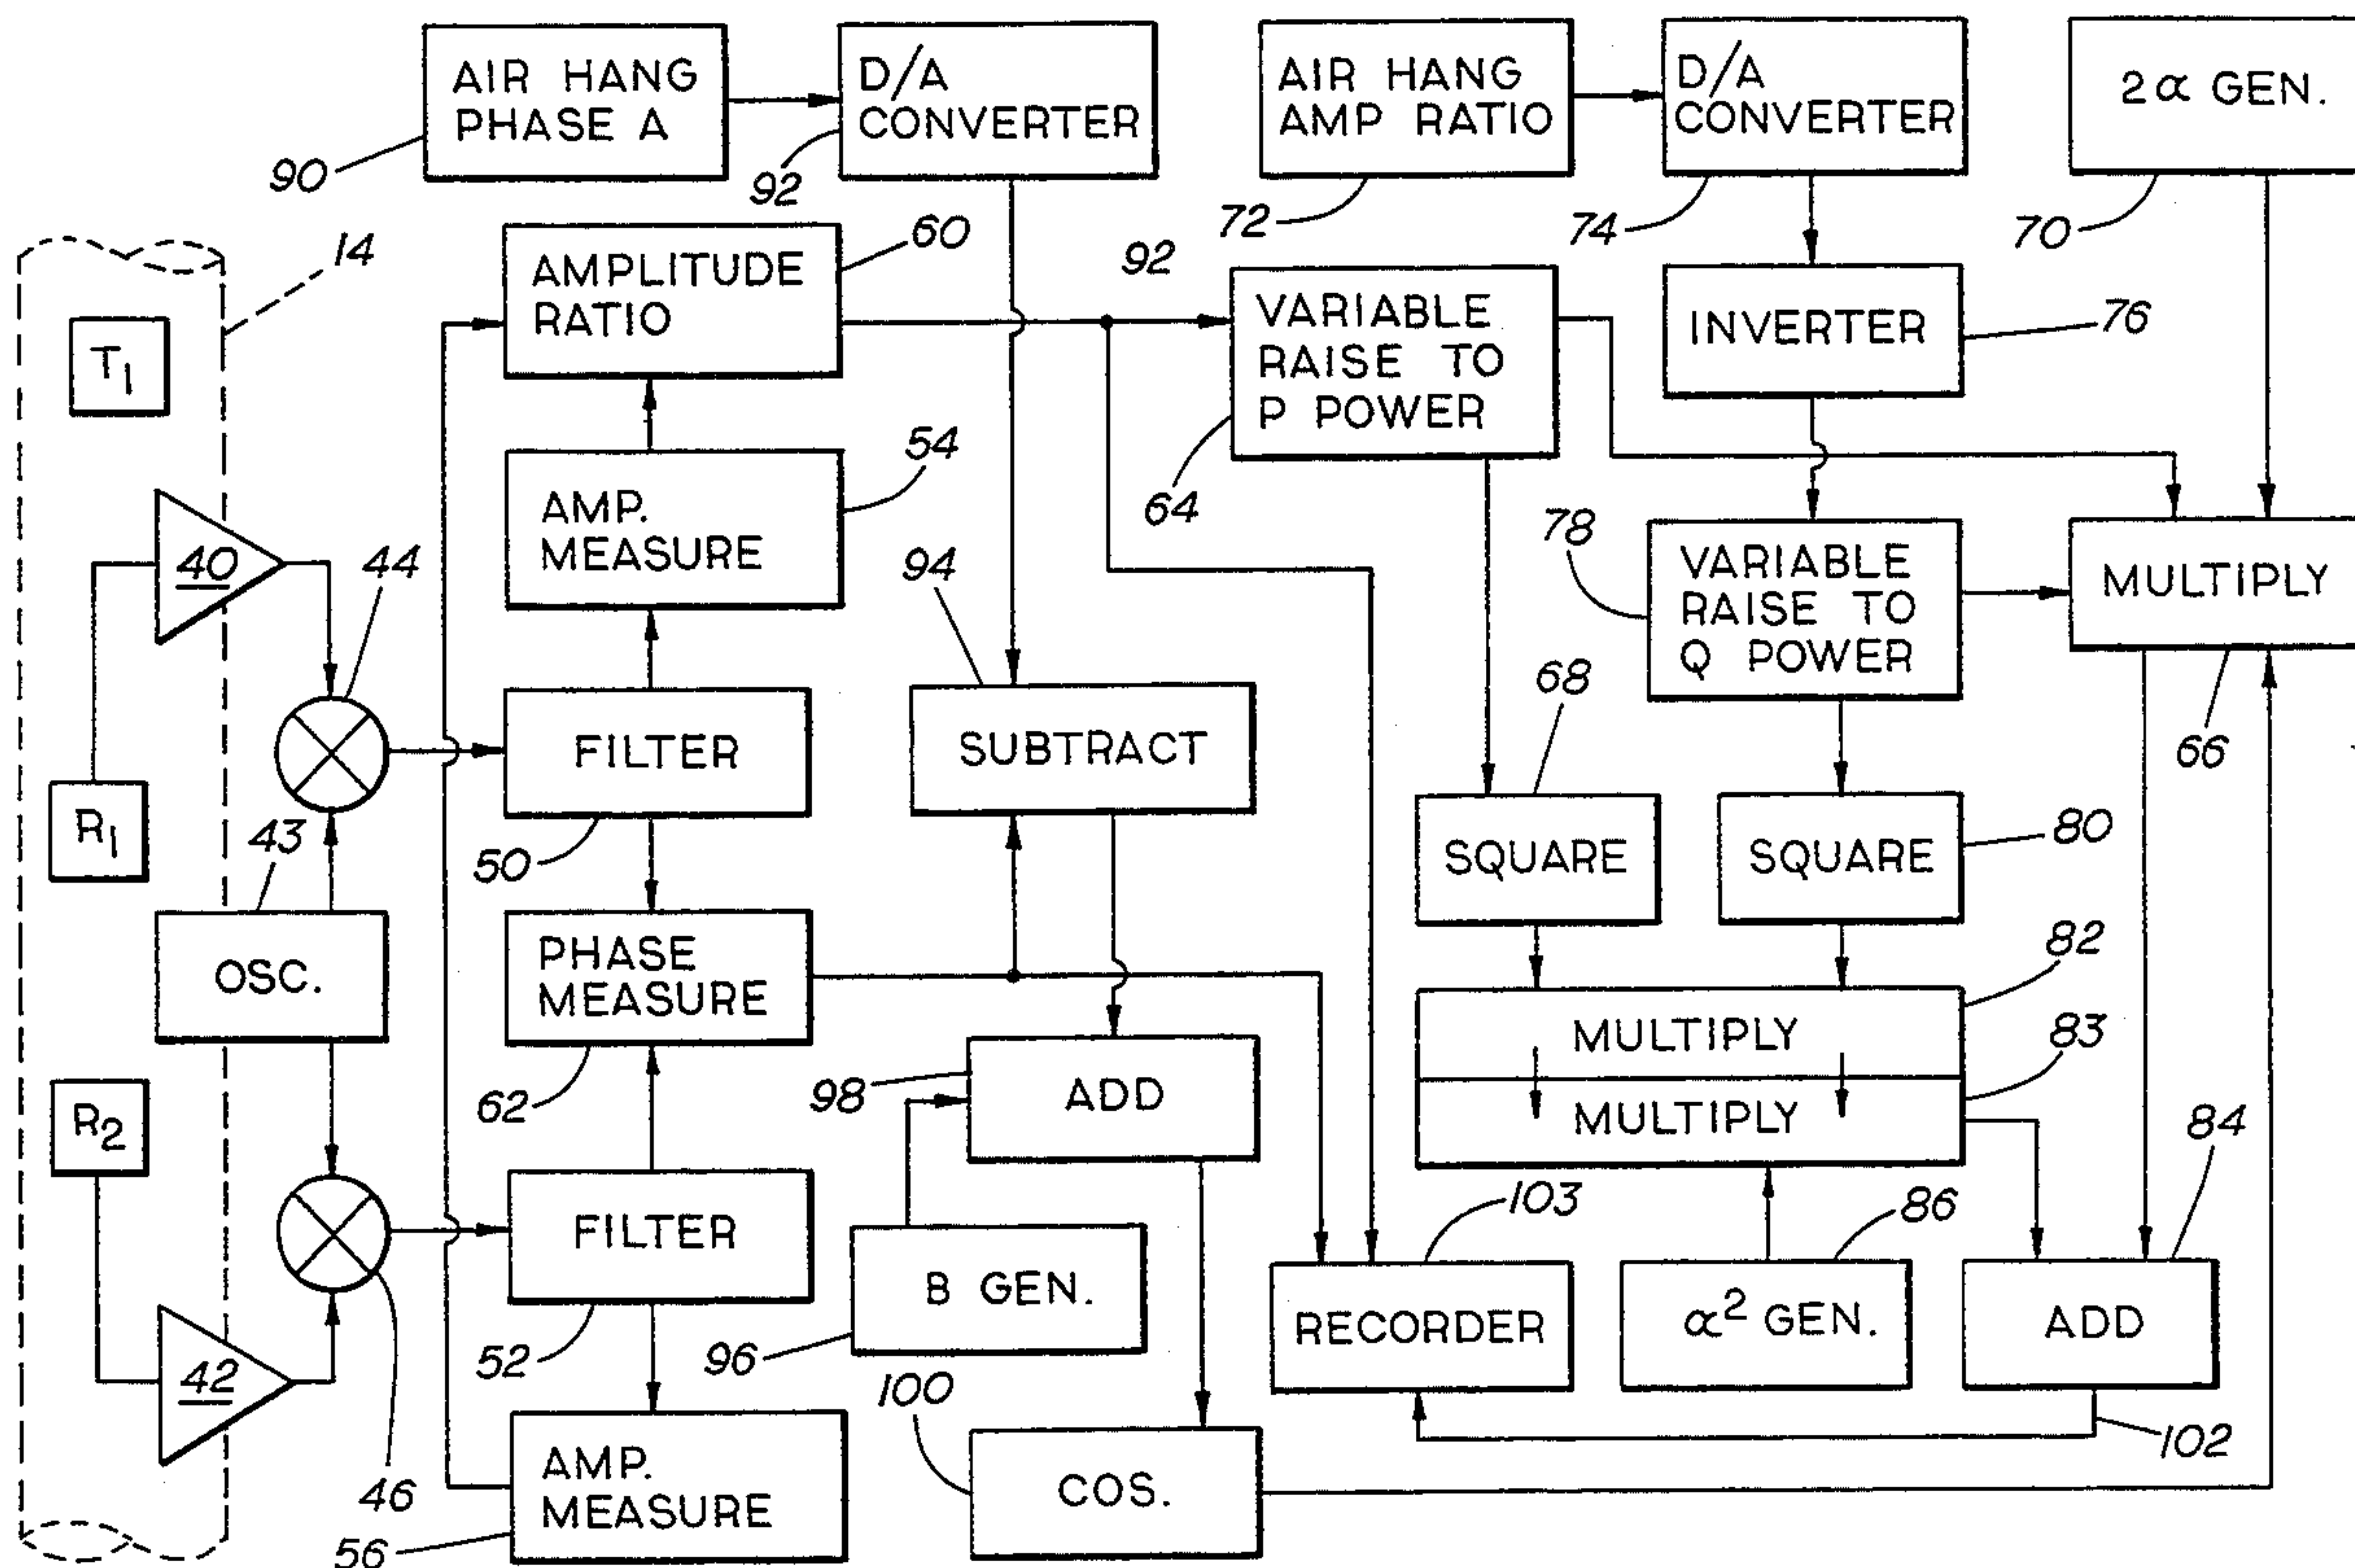 AIR HANG
PHASE A
90
D/A
CONVERTER
92
AIR HANG
AMP RATIO
72
D/A
CONVERTER
74
2α GEN.
70
14
T1
AMPLITUDE
RATIO
60
92
VARIABLE
RAISE TO
P POWER
64
INVERTER
76
AMP.
MEASURE
54
40
44
94
78
VARIABLE
RAISE TO
Q POWER
MULTIPLY
66
FILTER
50
SUBTRACT
68
SQUARE
SQUARE
80
R1
43
OSC.
PHASE
MEASURE
62
82
MULTIPLY
83
MULTIPLY
98
ADD
84
R2
46
FILTER
52
B GEN.
96
103
RECORDER
86
α2 GEN.
ADD
102
42
AMP.
MEASURE
56
100
COS.